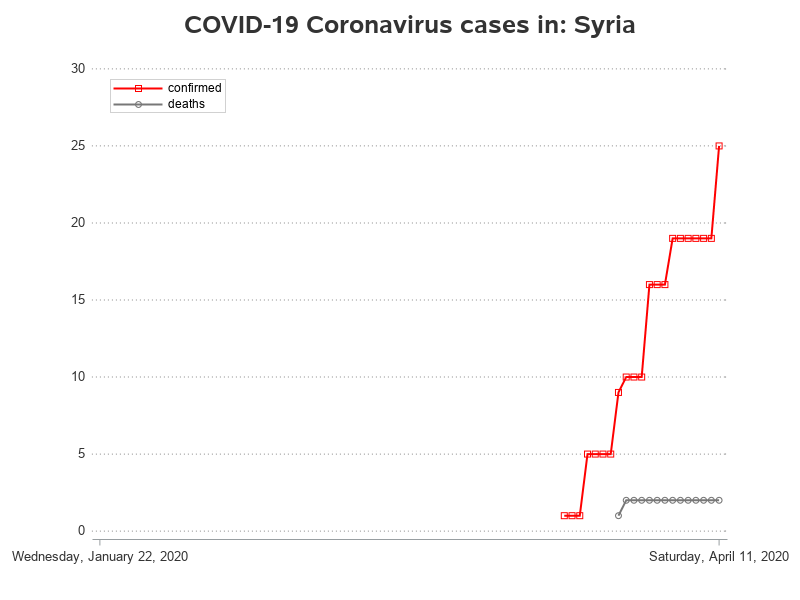 COVID-19 Coronavirus cases in: Syria
30
confirmed
deaths
25
20
15
10
5
0
Wednesday, January 22, 2020
Saturday, April 11, 2020